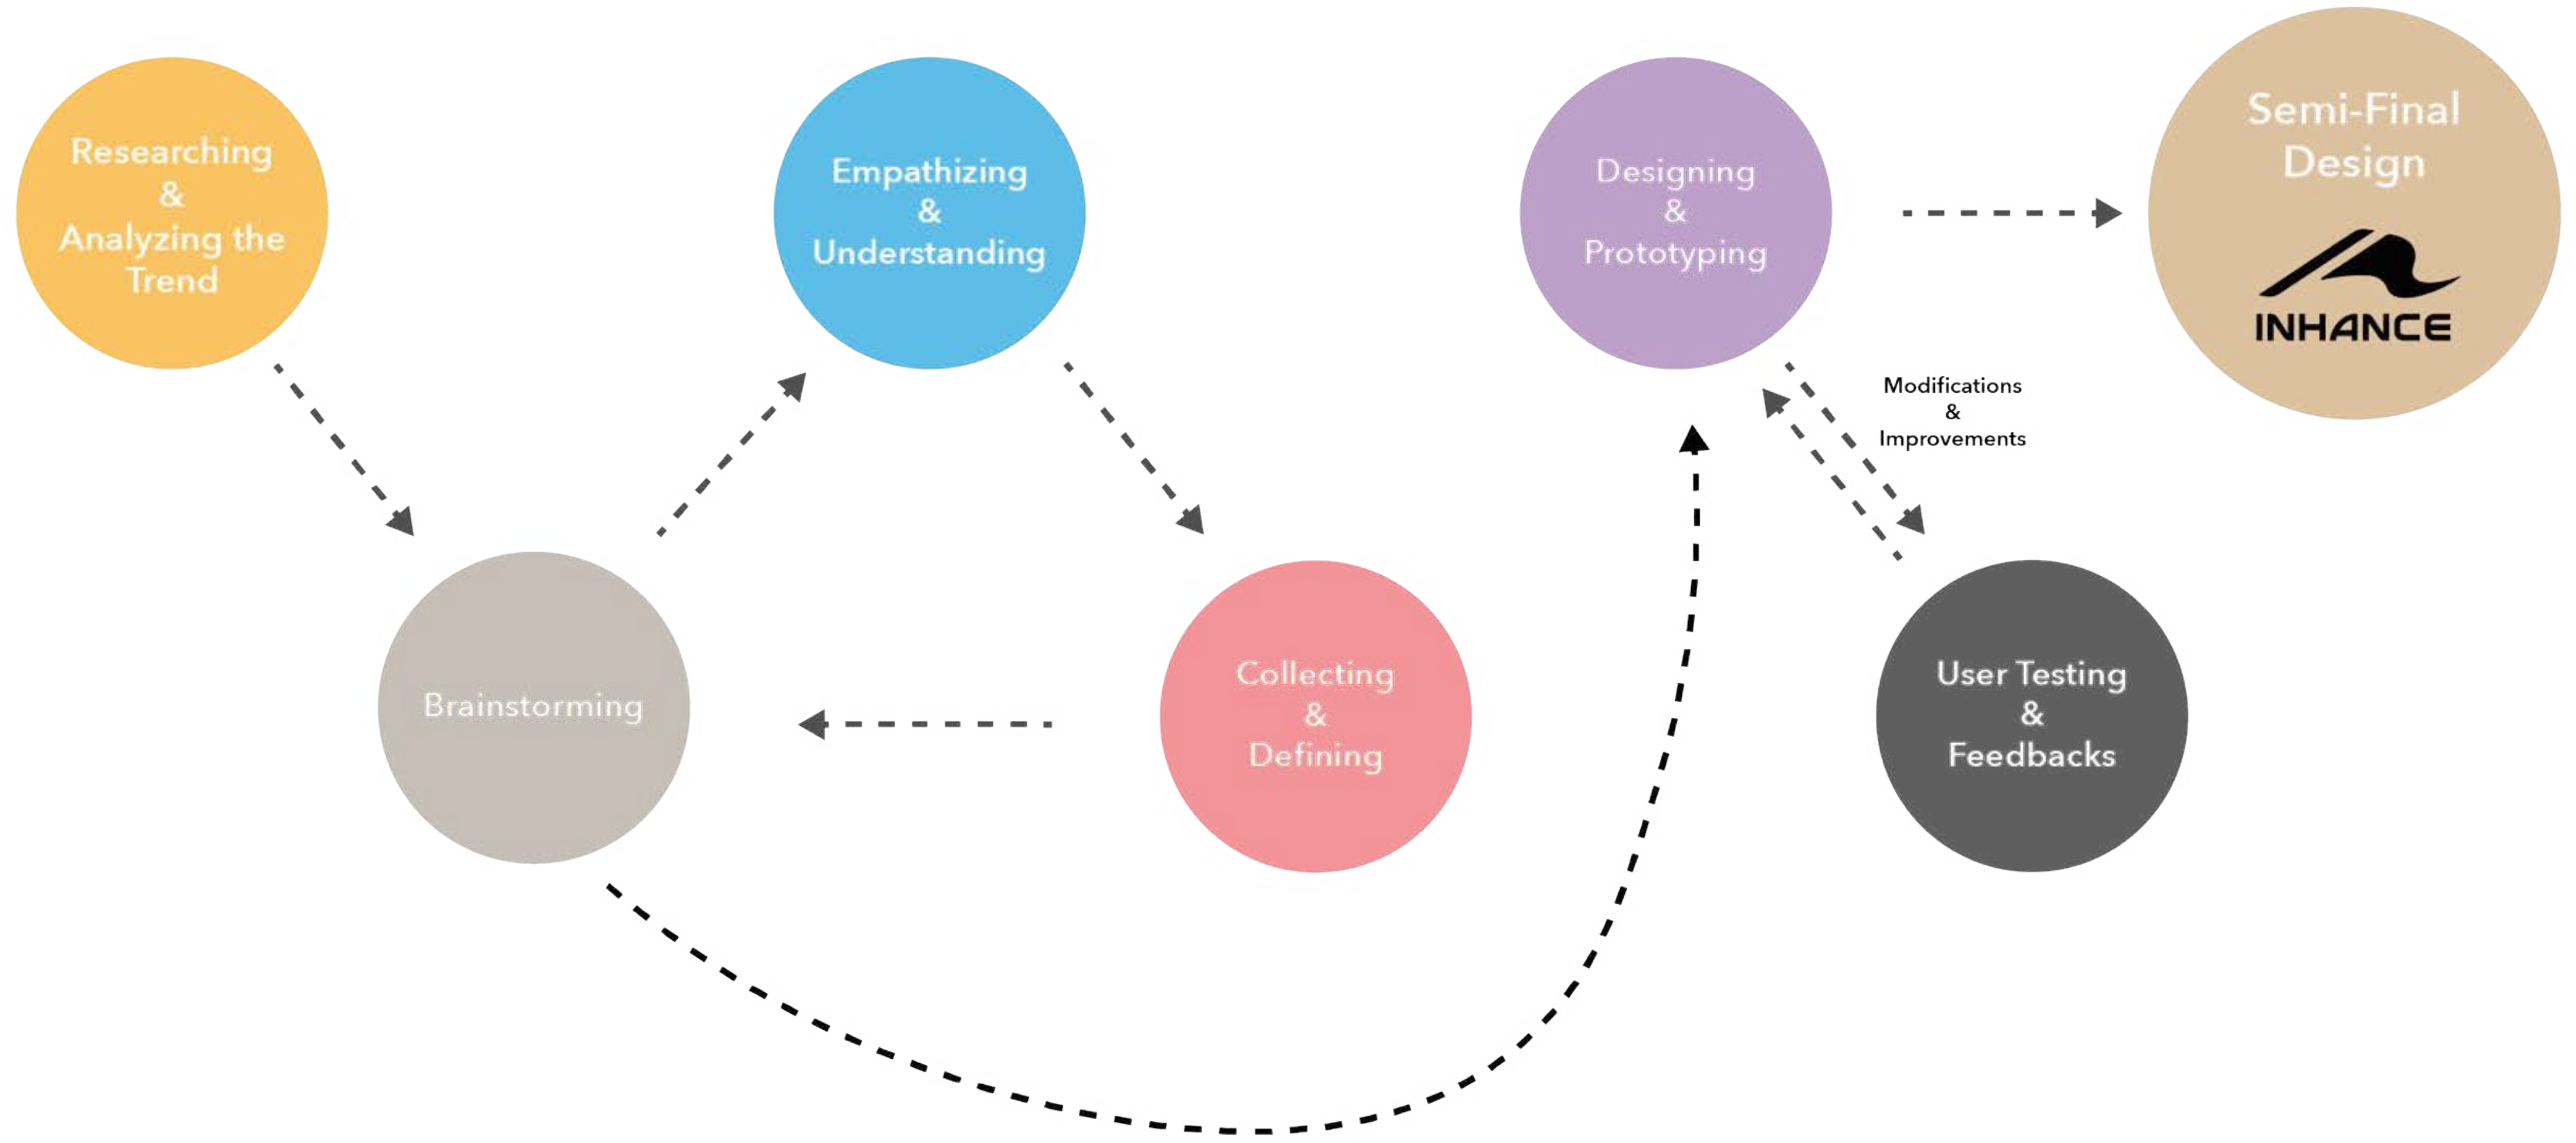 Researching
&
Analyzing the
Trend
Empathizing
&
Understanding
Designing
&
Prototyping
Semi-Final
Design
INHANCE
Modifications
&
Improvements
Brainstorming
Collecting
&
Defining
User Testing
&
Feedbacks